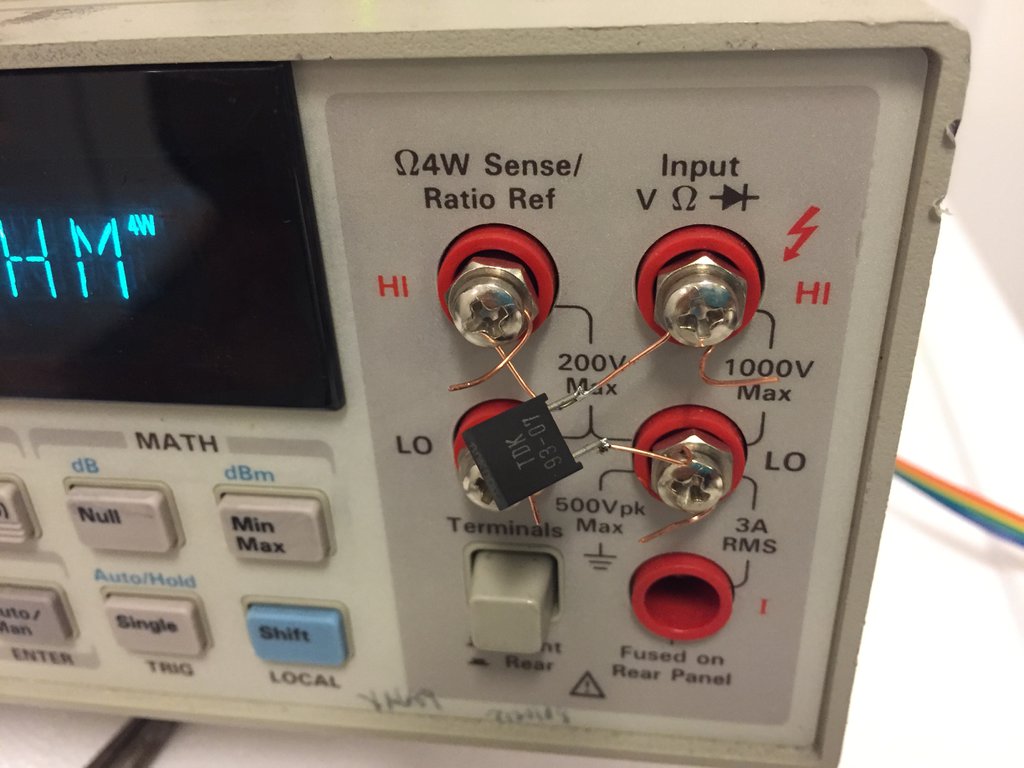 HM 4W
Ω4W Sense/
Ratio Ref
Input
V Ω
HI
HI
200V
Max
1000V
Max
LO
LO
TDK
93-07
500Vpk
Max
3A
RMS
Terminals
I
Rear
Fused on
Rear Panel
MATH
dB
Null
dBm
Min
Max
Auto/Hold
Single
Man
ENTER
TRIG
Shift
LOCAL